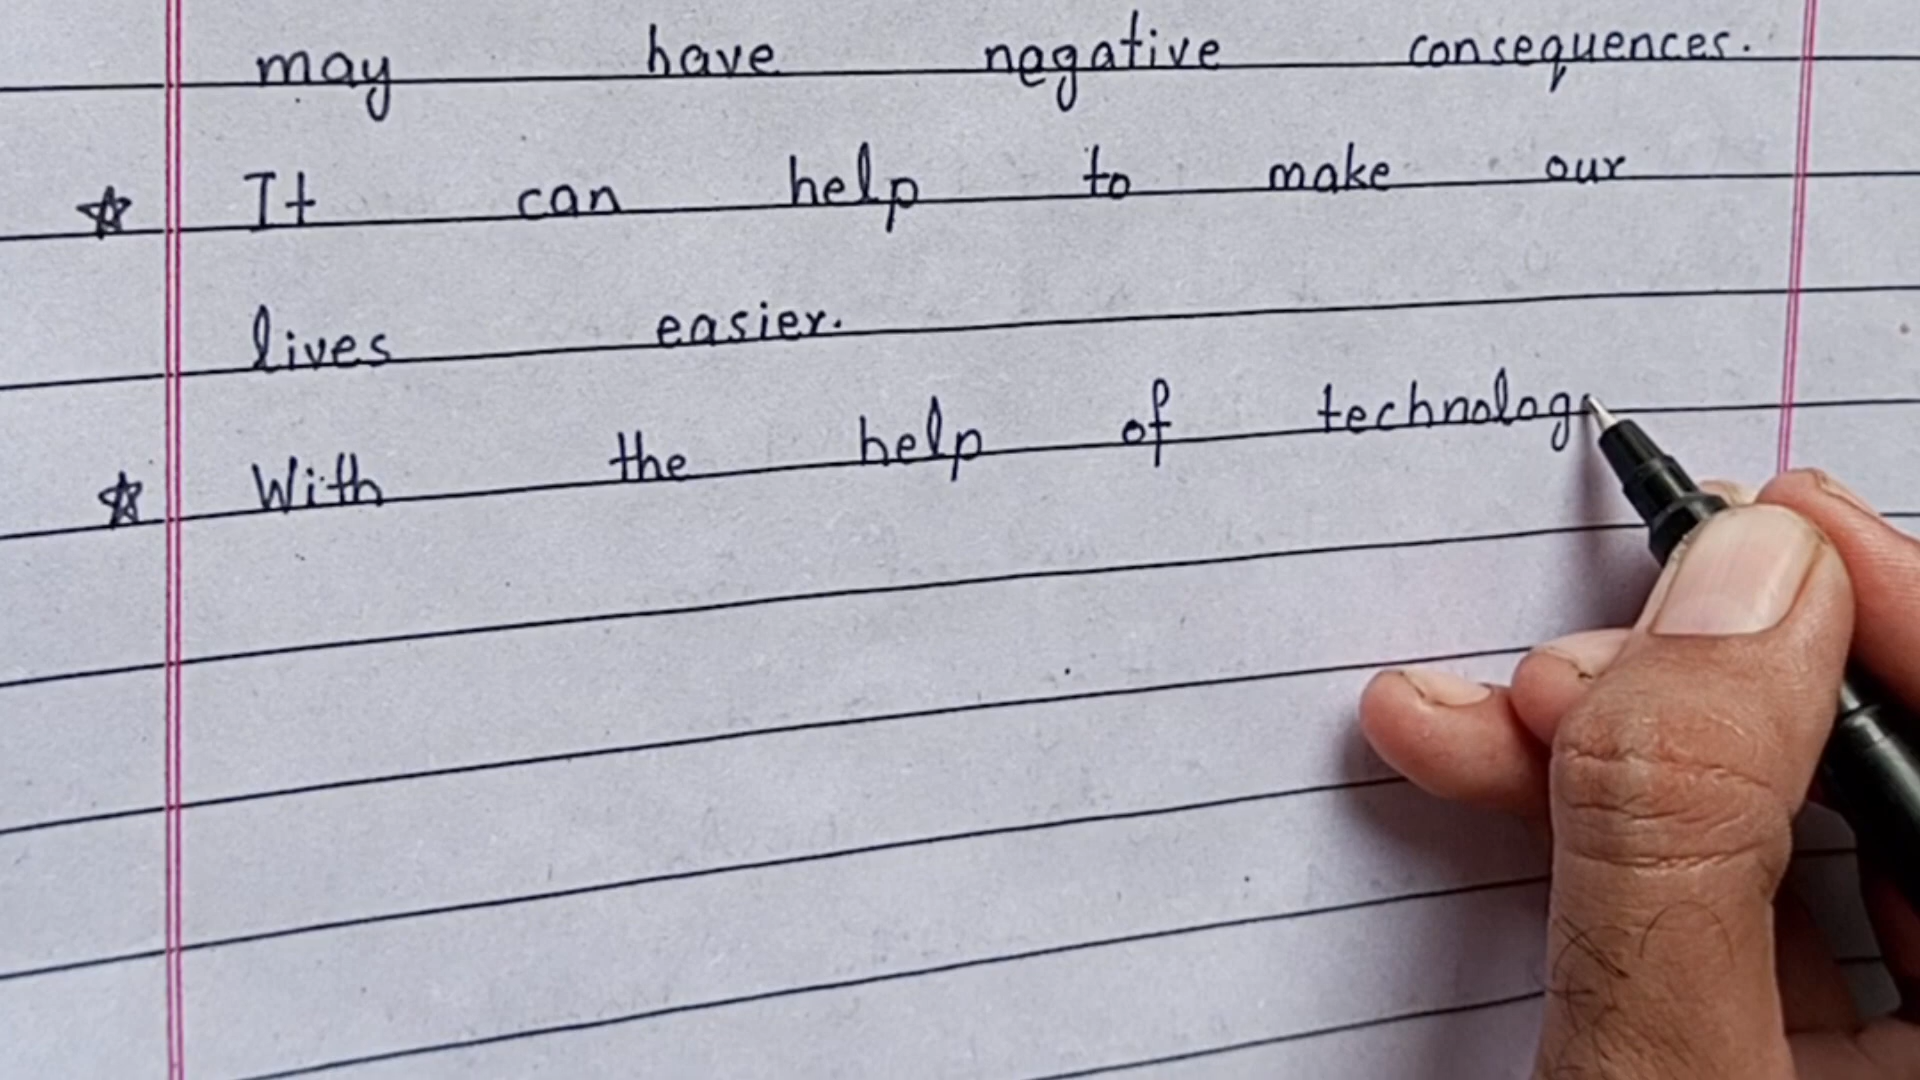 may have negative consequences.
☆ It can help to make our
lives easier.
☆ With the help of technolog